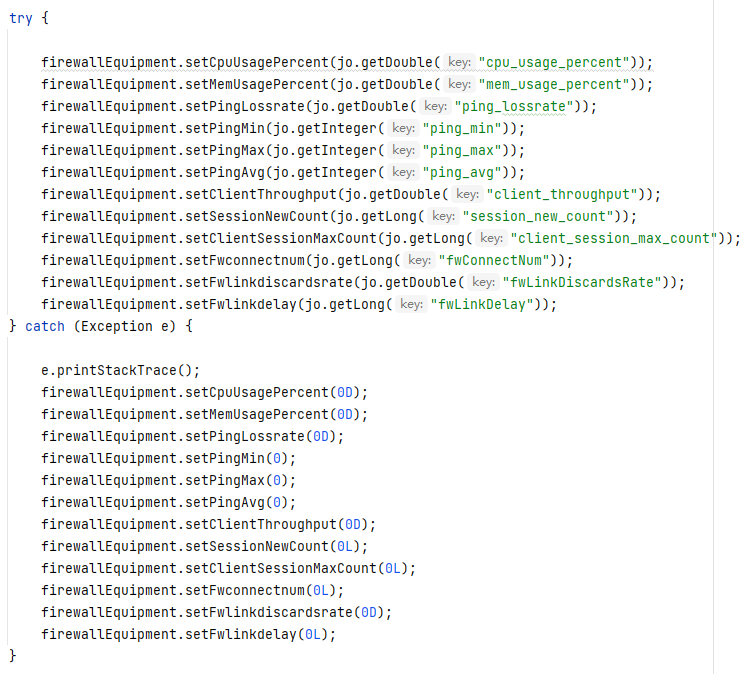 try {
firewallEquipment.setCpuUsagePercent(jo.getDouble( key: "cpu_usage_percent"));
firewallEquipment.setMemUsagePercent(jo.getDouble( key: "mem_usage_percent"));
firewallEquipment.setPingLossrate(jo.getDouble( key: "ping_lossrate"));
firewallEquipment.setPingMin(jo.getInteger( key: "ping_min"));
firewallEquipment.setPingMax(jo.getInteger( key: "ping_max"));
firewallEquipment.setPingAvg(jo.getInteger( key: "ping_avg"));
firewallEquipment.setClientThroughput(jo.getDouble( key: "client_throughput"));
firewallEquipment.setSessionNewCount(jo.getLong( key: "session_new_count"));
firewallEquipment.setClientSessionMaxCount(jo.getLong( key: "client_session_max_count"));
firewallEquipment.setFwconnectnum(jo.getLong( key: "fwConnectNum"));
firewallEquipment.setFwlinkdiscardsrate(jo.getDouble( key: "fwLinkDiscardsRate"));
firewallEquipment.setFwlinkdelay(jo.getLong( key: "fwLinkDelay"));
} catch (Exception e) {
e.printStackTrace();
firewallEquipment.setCpuUsagePercent(0D);
firewallEquipment.setMemUsagePercent(0D);
firewallEquipment.setPingLossrate(0D);
firewallEquipment.setPingMin(0);
firewallEquipment.setPingMax(0);
firewallEquipment.setPingAvg(0);
firewallEquipment.setClientThroughput(0D);
firewallEquipment.setSessionNewCount(0L);
firewallEquipment.setClientSessionMaxCount(0L);
firewallEquipment.setFwconnectnum(0L);
firewallEquipment.setFwlinkdiscardsrate(0D);
firewallEquipment.setFwlinkdelay(0L);
}